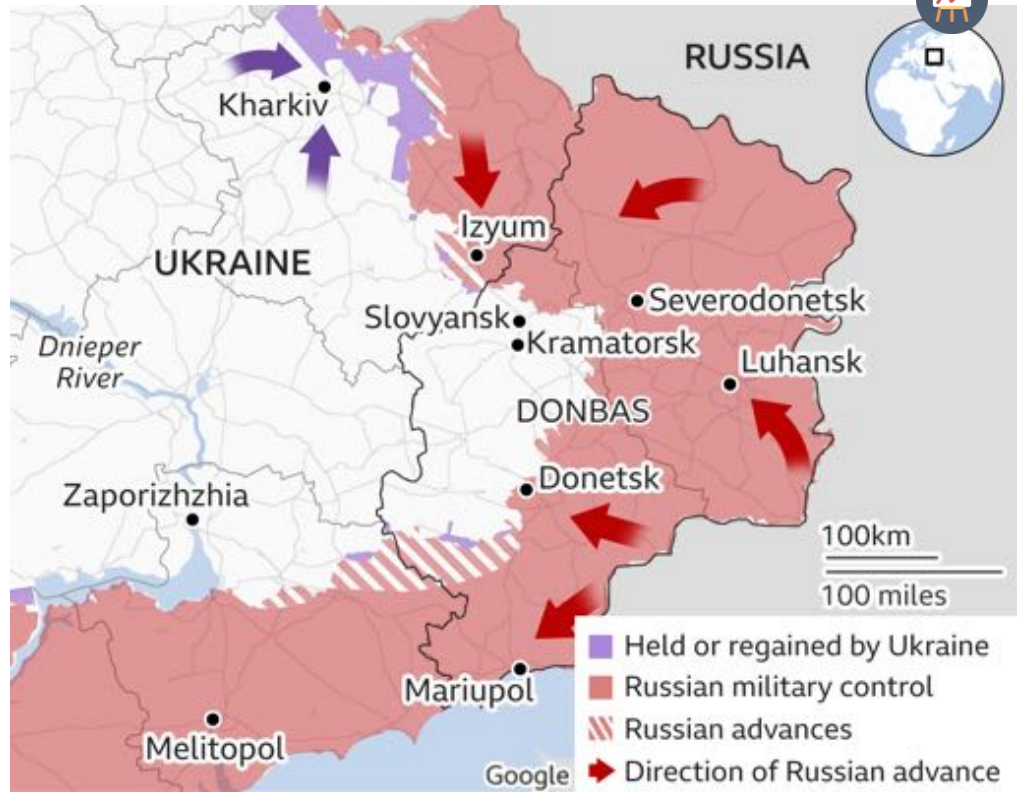 RUSSIA
Kharkiv
Izyum
UKRAINE
Severodonetsk
Slovyansk
Kramatorsk
Dnieper
River
Luhansk
DONBAS
Donetsk
Zaporizhzhia
100km
100 miles
Mariupol
Melitopol
Google
Held or regained by Ukraine
Russian military control
Russian advances
Direction of Russian advance